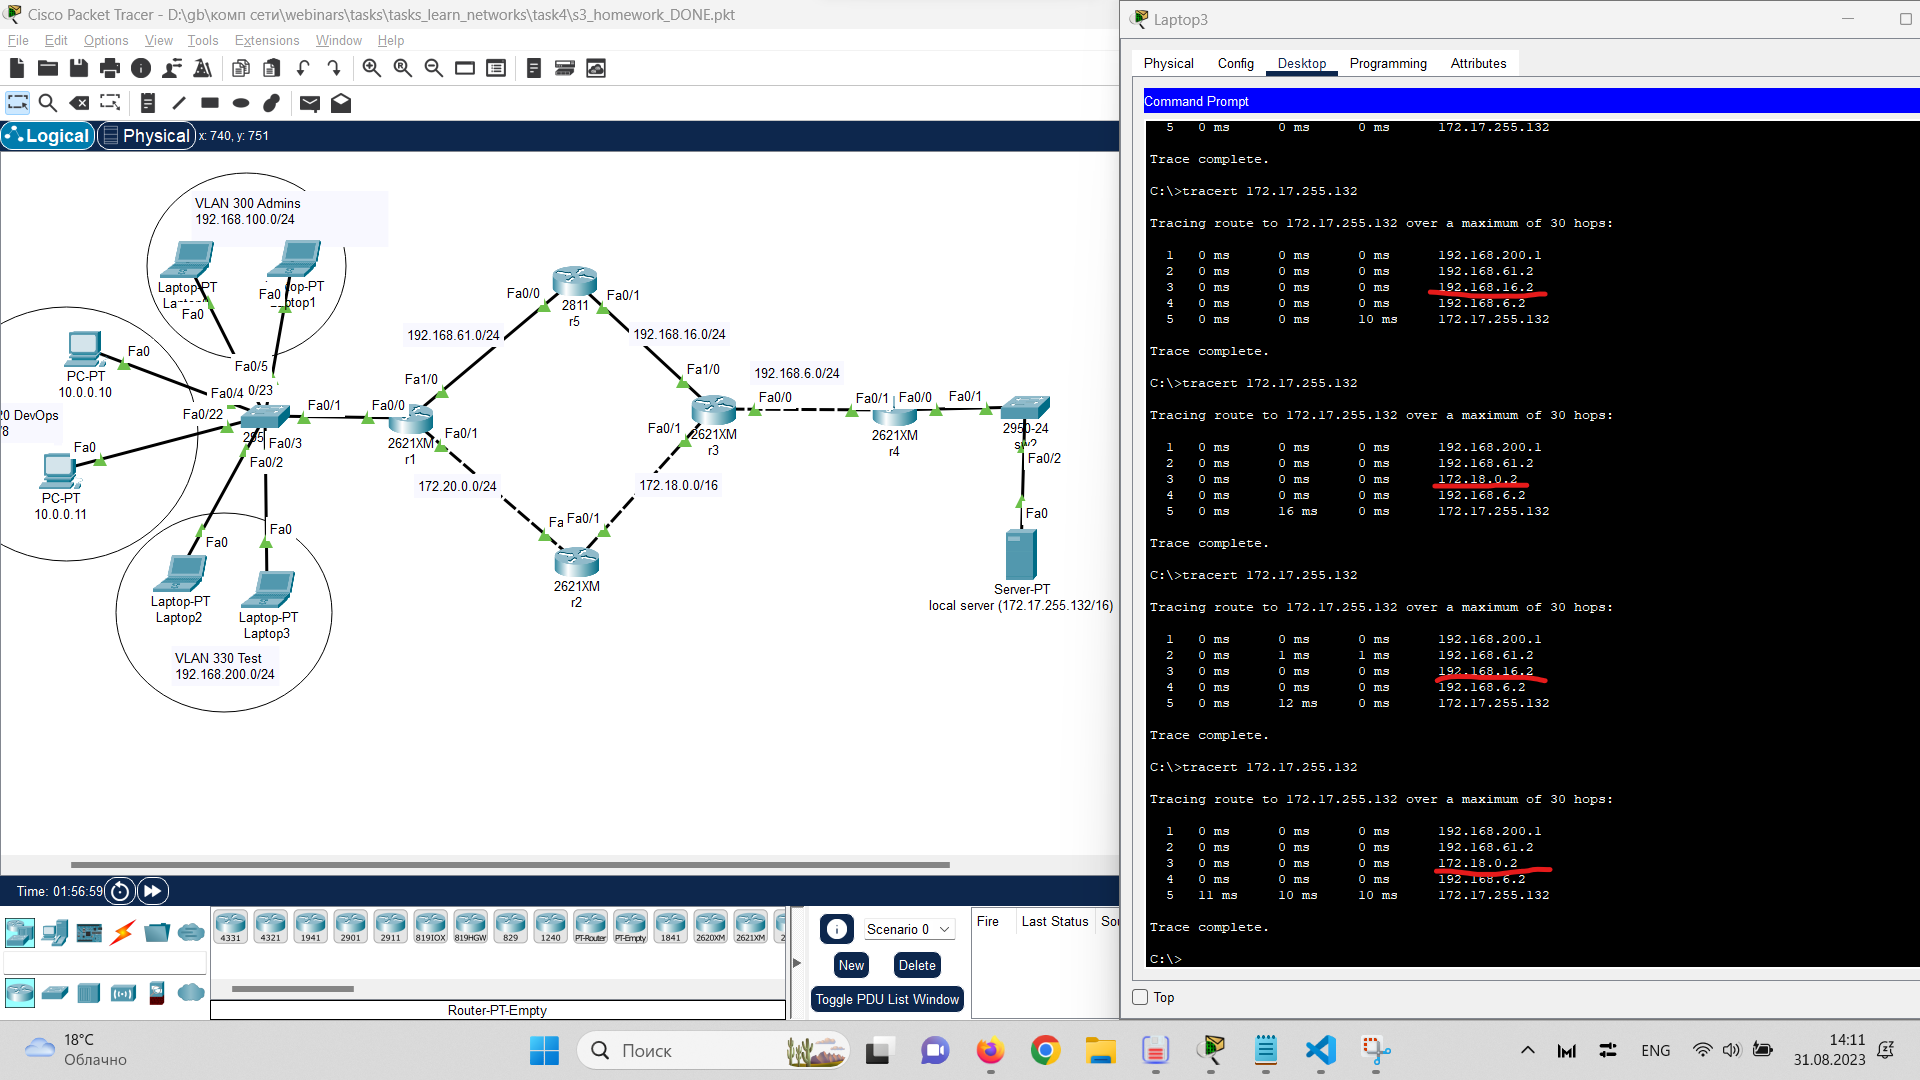 Cisco Packet Tracer - D:\gb\комп сети\webinars\tasks\tasks_learn_networks\task4\s3_homework_DONE.pkt
File Edit Options View Tools Extensions Window Help
Logical Physical x: 740, y: 751
VLAN 300 Admins
192.168.100.0/24
Laptop-PT
Fa0
Fa0
op-PT
ptop1
PC-PT
10.0.0.10
Fa0
Fa0/5
Fa0/4
0/23
Fa0/22
20 DevOps
78
Fa0/1
Fa0/0
Fa0/3
Fa0/2
295
Fa0
PC-PT
10.0.0.11
Fa0
Fa0
Laptop-PT
Laptop2
Laptop-PT
Laptop3
VLAN 330 Test
192.168.200.0/24
Fa0/0
Fa0/1
2811
r5
192.168.61.0/24
192.168.16.0/24
Fa1/0
Fa1/0
2621XM
r1
Fa0/1
172.20.0.0/24
172.18.0.0/16
Fa
Fa0/1
2621XM
r2
Fa0/1
2621XM
r3
192.168.6.0/24
Fa0/0
Fa0/1
Fa0/0
Fa0/1
2621XM
r4
2950-24
sw2
Fa0/2
Fa0
Server-PT
local server (172.17.255.132/16)
Time: 01:56:59
4331 4321 1941 2901 2911 819IOX 819HGW 829 1240 PT-Router PT-Empty 1841 2620XM 2621XM 2
Router-PT-Empty
Scenario 0
New Delete
Toggle PDU List Window
Fire Last Status Sou
Laptop3
Physical Config Desktop Programming Attributes
Command Prompt
5 0 ms 0 ms 0 ms 172.17.255.132
Trace complete.
C:\>tracert 172.17.255.132
Tracing route to 172.17.255.132 over a maximum of 30 hops:
1 0 ms 0 ms 0 ms 192.168.200.1
2 0 ms 0 ms 0 ms 192.168.61.2
3 0 ms 0 ms 0 ms 192.168.16.2
4 0 ms 0 ms 0 ms 192.168.6.2
5 0 ms 0 ms 10 ms 172.17.255.132
Trace complete.
C:\>tracert 172.17.255.132
Tracing route to 172.17.255.132 over a maximum of 30 hops:
1 0 ms 0 ms 0 ms 192.168.200.1
2 0 ms 0 ms 0 ms 192.168.61.2
3 0 ms 0 ms 0 ms 172.18.0.2
4 0 ms 0 ms 0 ms 192.168.6.2
5 0 ms 16 ms 0 ms 172.17.255.132
Trace complete.
C:\>tracert 172.17.255.132
Tracing route to 172.17.255.132 over a maximum of 30 hops:
1 0 ms 0 ms 0 ms 192.168.200.1
2 0 ms 1 ms 1 ms 192.168.61.2
3 0 ms 0 ms 0 ms 192.168.16.2
4 0 ms 0 ms 0 ms 192.168.6.2
5 0 ms 12 ms 0 ms 172.17.255.132
Trace complete.
C:\>tracert 172.17.255.132
Tracing route to 172.17.255.132 over a maximum of 30 hops:
1 0 ms 0 ms 0 ms 192.168.200.1
2 0 ms 0 ms 0 ms 192.168.61.2
3 0 ms 0 ms 0 ms 172.18.0.2
4 0 ms 0 ms 0 ms 192.168.6.2
5 11 ms 10 ms 10 ms 172.17.255.132
Trace complete.
C:\>
Top
18°C
Облачно
Поиск
ENG
14:11
31.08.2023